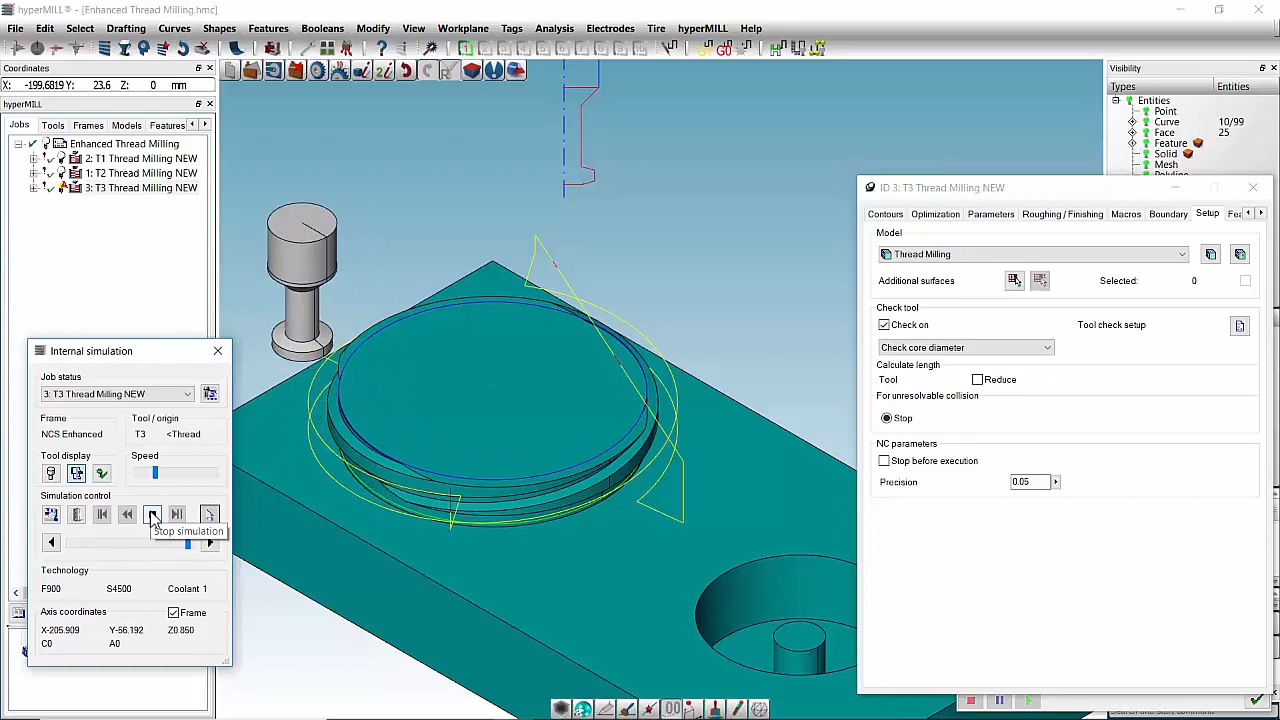 hyperMILL® - [Enhanced Thread Milling.hmc]
File Edit Select Drafting Curves Shapes Features Booleans Modify View Workplane Tags Analysis Electrodes Tire hyperMILL Help
Coordinates
X: -199.6819 Y: 23.6 Z: 0 mm
hyperMILL
Jobs Tools Frames Models Features
Enhanced Thread Milling
2: T1 Thread Milling NEW
1: T2 Thread Milling NEW
3: T3 Thread Milling NEW
Internal simulation
Job status
3: T3 Thread Milling NEW
Frame Tool / origin
NCS Enhanced T3 <Thread
Tool display Speed
Simulation control
Stop simulation
Technology
F900 S4500 Coolant 1
Axis coordinates Frame
X-205.909 Y-56.192 Z0.850
C0 A0
Visibility
Types Entities
Entities
Point
Curve 10/99
Face 25
Feature
Solid
Mesh
ID 3: T3 Thread Milling NEW
Contours Optimization Parameters Roughing / Finishing Macros Boundary Setup
Model
Thread Milling
Additional surfaces Selected: 0
Check tool
Check on Tool check setup
Check core diameter
Calculate length
Tool Reduce
For unresolvable collision
Stop
NC parameters
Stop before execution
Precision 0.05